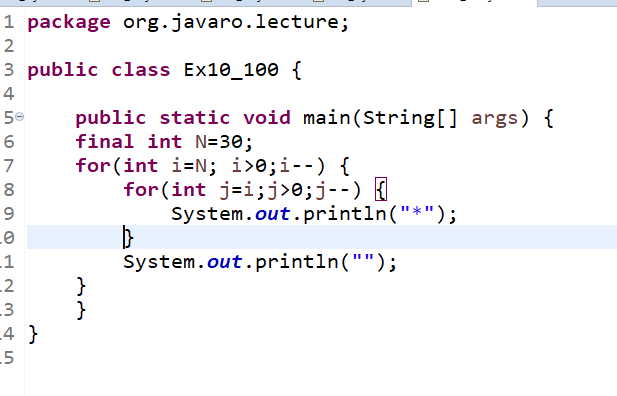 1 package org.javaro.lecture;
2
3 public class Ex10_100 {
4
5     public static void main(String[] args) {
6     final int N=30;
7     for(int i=N; i>0;i--) {
8         for(int j=i;j>0;j--) {
9             System.out.println("*");
.0         }
.1         System.out.println("");
.2     }
.3     }
.4 }
.5